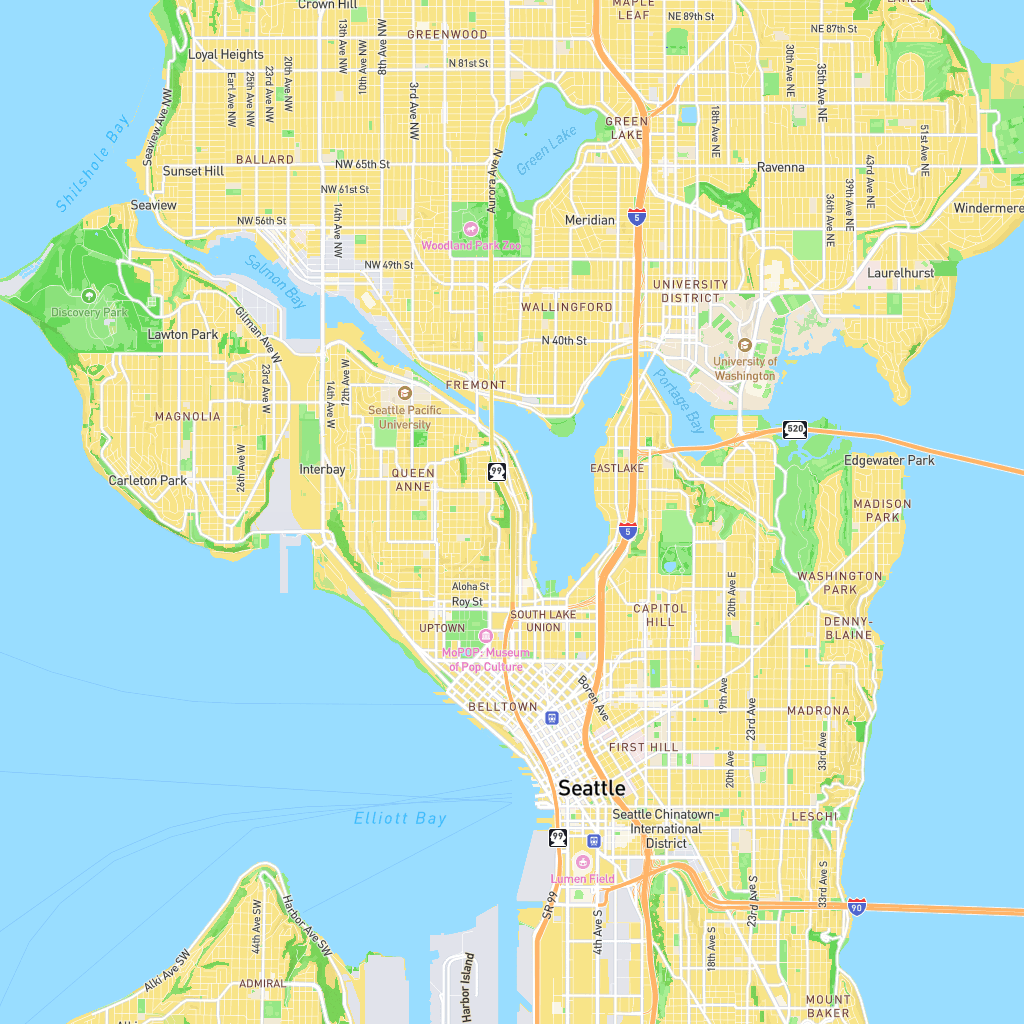 Crown Hill
MAPLE
LEAF
NE 89th St
NE 87th St
GREENWOOD
13th Ave NW
10th Ave NW
8th Ave NW
Loyal Heights
N 81st St
20th Ave NW
23rd Ave NW
25th Ave NW
Earl Ave NW
3rd Ave NW
30th Ave NE
35th Ave NE
Seaview Ave NW
Shilshole Bay
GREEN
LAKE
Green Lake
18th Ave NE
51st Ave NE
BALLARD
NW 65th St
Sunset Hill
NW 61st St
Aurora Ave N
Ravenna
43rd Ave NE
39th Ave NE
36th Ave NE
Seaview
NW 56th St
14th Ave NW
Meridian
5
Windermere
Woodland Park Zoo
NW 49th St
Salmon Bay
Laurelhurst
UNIVERSITY
DISTRICT
Discovery Park
WALLINGFORD
Gilman Ave W
Lawton Park
N 40th St
University of
Washington
23rd Ave W
14th Ave W
12th Ave W
FREMONT
Portage Bay
Seattle Pacific
University
MAGNOLIA
520
26th Ave W
Interbay
QUEEN
ANNE
99
EASTLAKE
Edgewater Park
Carleton Park
MADISON
PARK
5
WASHINGTON
PARK
20th Ave E
Aloha St
Roy St
SOUTH LAKE
UNION
CAPITOL
HILL
UPTOWN
DENNY-
BLAINE
MoPOP: Museum
of Pop Culture
Boren Ave
19th Ave
23rd Ave
BELLTOWN
MADRONA
FIRST HILL
33rd Ave
20th Ave
Seattle
Elliott Bay
Seattle Chinatown-
International
District
LESCHI
99
Lumen Field
33rd Ave S
23rd Ave S
90
SR 99
4th Ave S
18th Ave S
44th Ave SW
Harbor Ave SW
Alki Ave SW
ADMIRAL
Harbor Island
MOUNT
BAKER